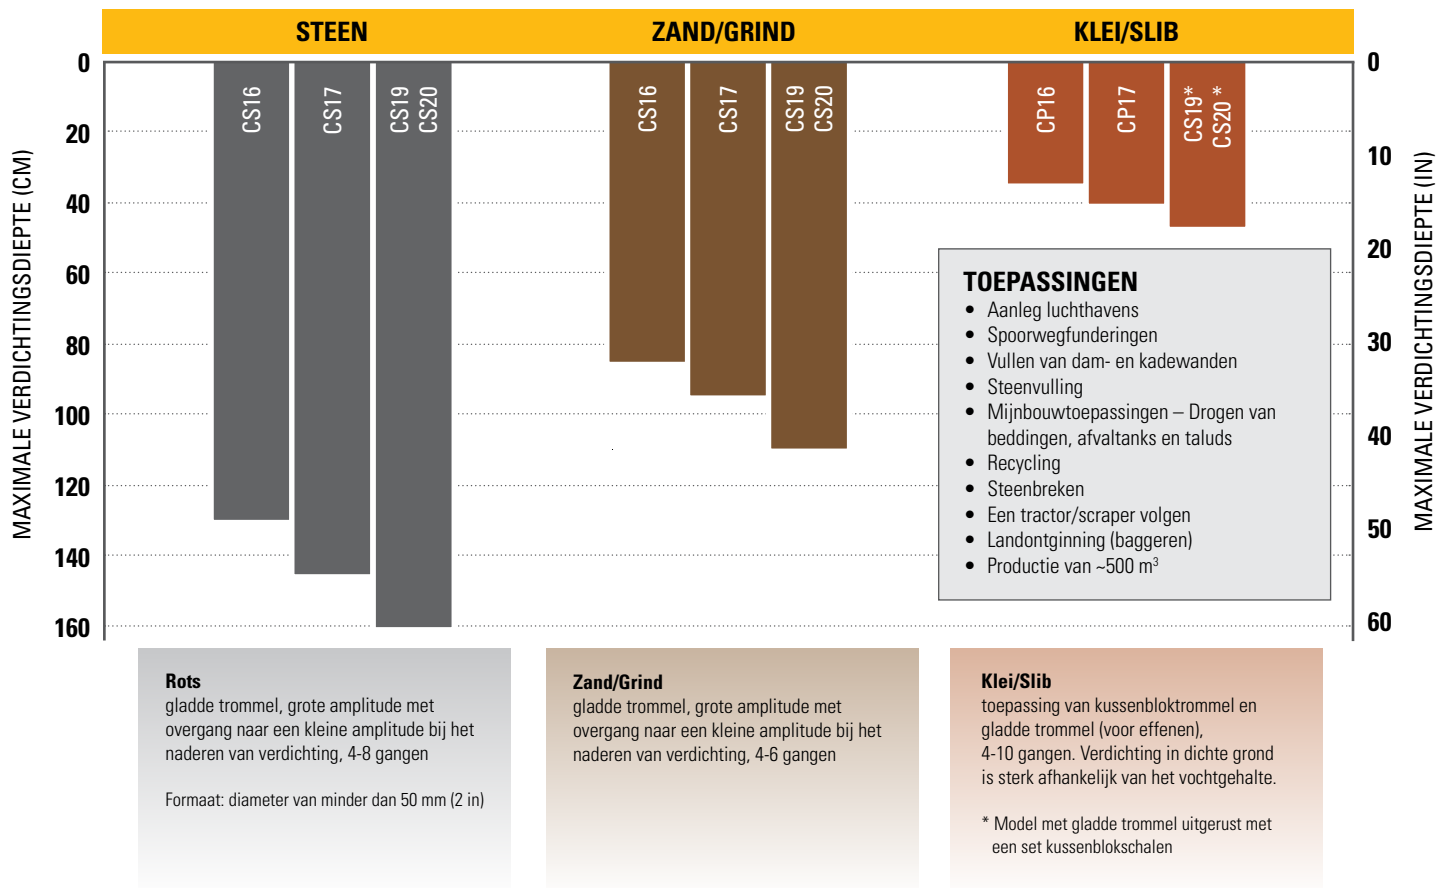 STEEN
ZAND/GRIND
KLEI/SLIB
MAXIMALE VERDICHTINGSDIEPTE (CM)
0
20
40
60
80
100
120
140
160
CS16
CS17
CS19
CS20
CS16
CS17
CS19
CS20
CP16
CP17
CS19*
CS20 *
0
10
20
30
40
50
60
MAXIMALE VERDICHTINGSDIEPTE (IN)
TOEPASSINGEN
• Aanleg luchthavens
• Spoorwegfunderingen
• Vullen van dam- en kadewanden
• Steenvulling
• Mijnbouwtoepassingen – Drogen van
beddingen, afvaltanks en taluds
• Recycling
• Steenbreken
• Een tractor/scraper volgen
• Landontginning (baggeren)
• Productie van ~500 m³
Rots
gladde trommel, grote amplitude met
overgang naar een kleine amplitude bij het
naderen van verdichting, 4-8 gangen
Formaat: diameter van minder dan 50 mm (2 in)
Zand/Grind
gladde trommel, grote amplitude met
overgang naar een kleine amplitude bij het
naderen van verdichting, 4-6 gangen
Klei/Slib
toepassing van kussenbloktrommel en
gladde trommel (voor effenen),
4-10 gangen. Verdichting in dichte grond
is sterk afhankelijk van het vochtgehalte.
* Model met gladde trommel uitgerust met
een set kussenblokschalen